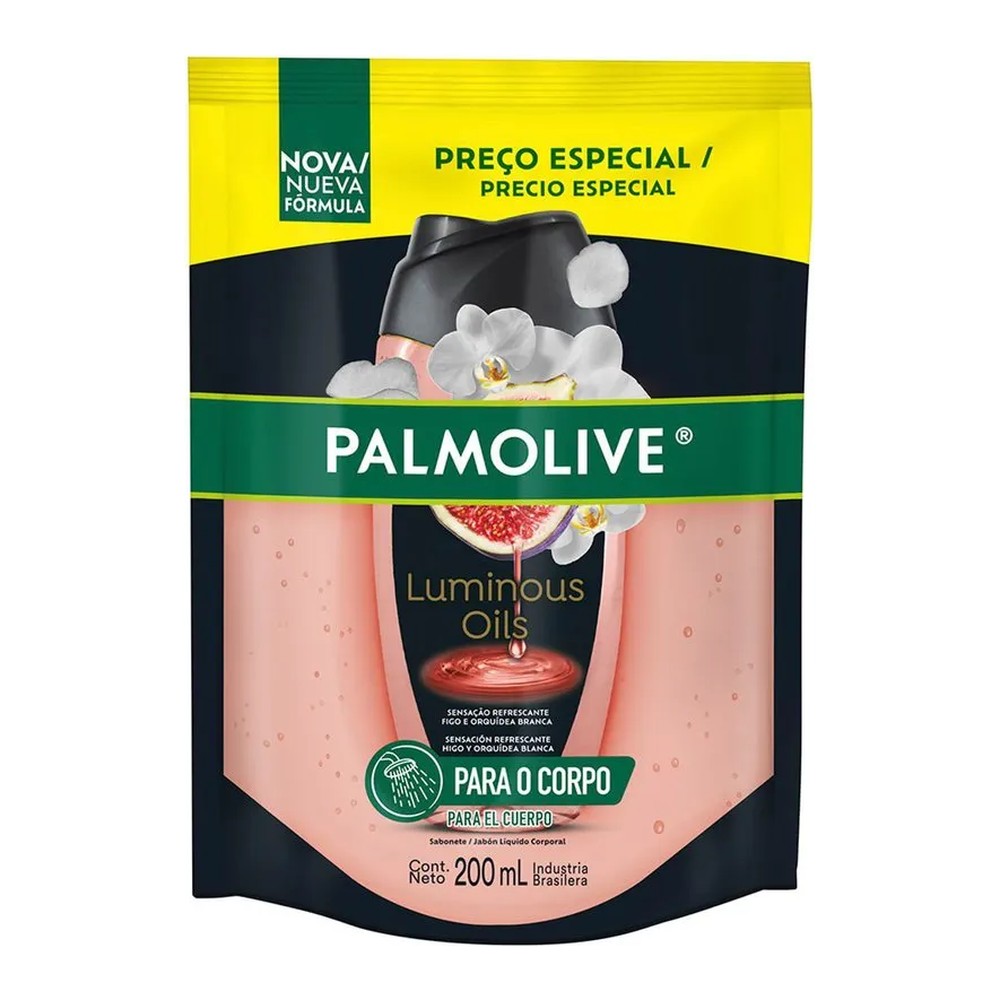 NOVA/
NUEVA
FÓRMULA
PREÇO ESPECIAL /
PRECIO ESPECIAL
PALMOLIVE®
Luminous
Oils
SENSAÇÃO REFRESCANTE
FIGO E ORQUÍDEA BRANCA
SENSACIÓN REFRESCANTE
HIGO Y ORQUÍDEA BLANCA
PARA O CORPO
PARA EL CUERPO
Sabonete / Jabón Líquido Corporal
Cont. Neto 200 mL Industria Brasilera